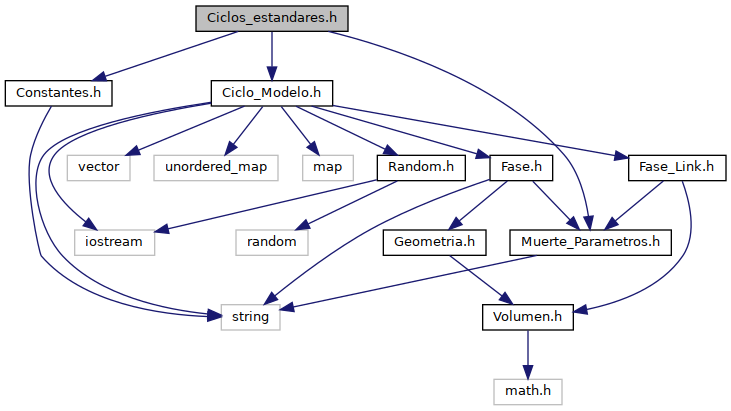 Ciclos_estandares.h
Constantes.h
Ciclo_Modelo.h
vector
unordered_map
map
Random.h
Fase.h
Fase_Link.h
iostream
random
Geometria.h
Muerte_Parametros.h
string
Volumen.h
math.h